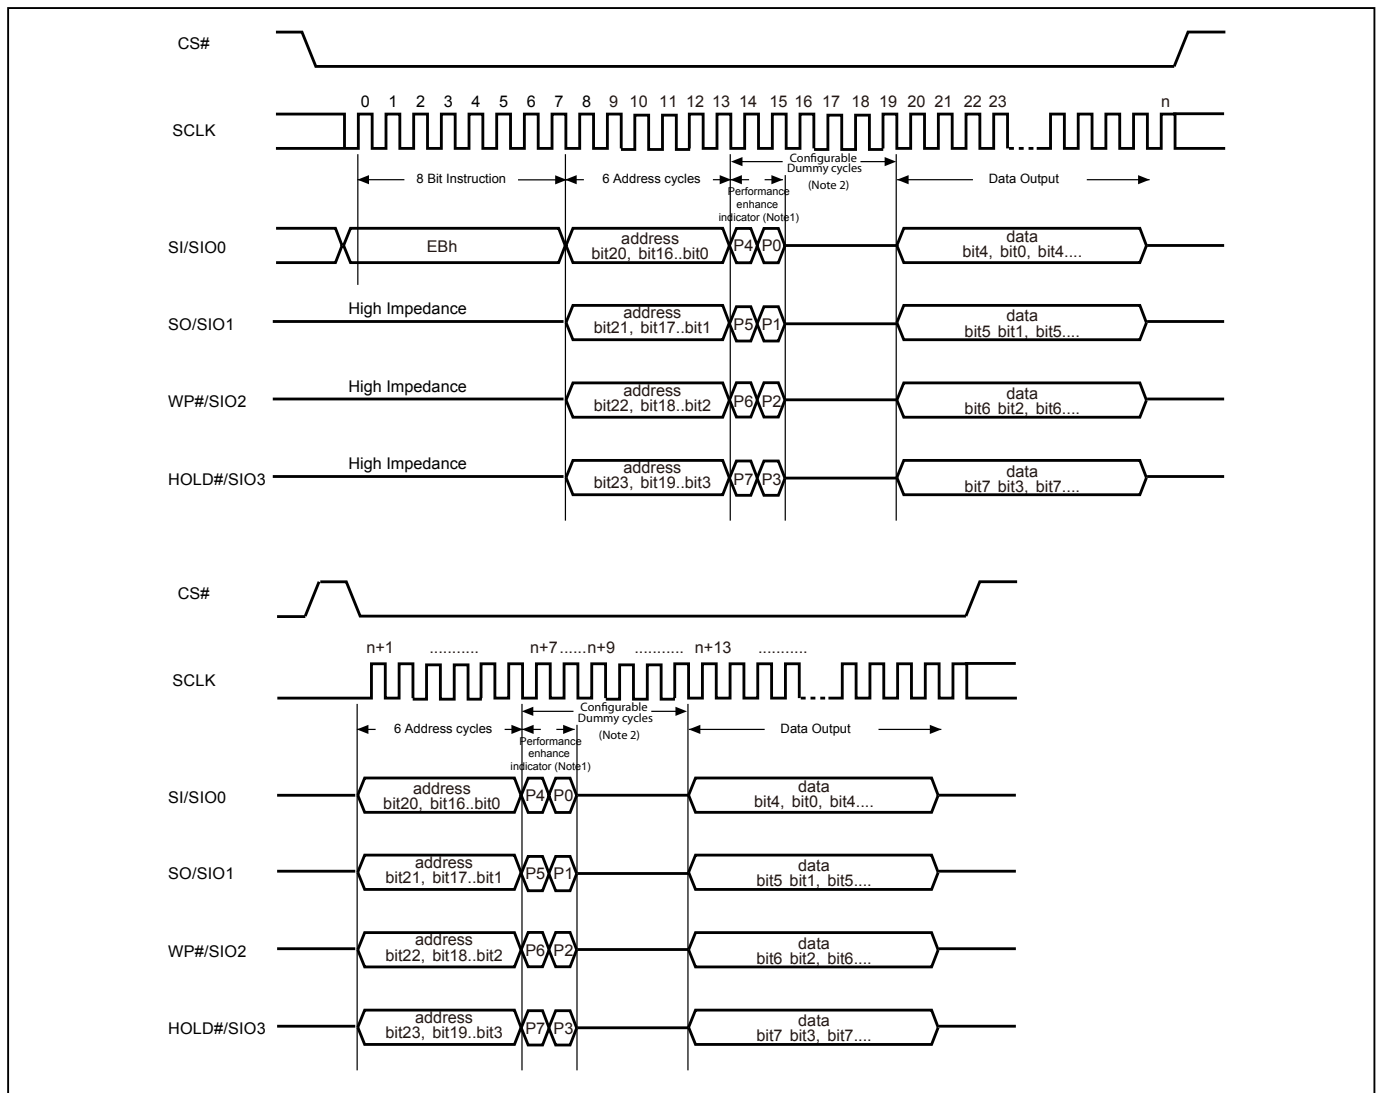 CS#
0 1 2 3 4 5 6 7 8 9 10 11 12 13 14 15 16 17 18 19 20 21 22 23 n
SCLK
8 Bit Instruction
6 Address cycles
Configurable
Dummy cycles
(Note 2)
Performance
enhance
indicator (Note1)
Data Output
SI/SIO0
EBh
address
bit20, bit16..bit0
P4 P0
data
bit4, bit0, bit4....
SO/SIO1
High Impedance
address
bit21, bit17..bit1
P5 P1
data
bit5 bit1, bit5....
WP#/SIO2
High Impedance
address
bit22, bit18..bit2
P6 P2
data
bit6 bit2, bit6....
HOLD#/SIO3
High Impedance
address
bit23, bit19..bit3
P7 P3
data
bit7 bit3, bit7....
CS#
n+1 ........... n+7 ......n+9 ........... n+13 ...........
SCLK
6 Address cycles
Configurable
Dummy cycles
(Note 2)
Performance
enhance
indicator (Note1)
Data Output
SI/SIO0
address
bit20, bit16..bit0
P4 P0
data
bit4, bit0, bit4....
SO/SIO1
address
bit21, bit17..bit1
P5 P1
data
bit5 bit1, bit5....
WP#/SIO2
address
bit22, bit18..bit2
P6 P2
data
bit6 bit2, bit6....
HOLD#/SIO3
address
bit23, bit19..bit3
P7 P3
data
bit7 bit3, bit7....